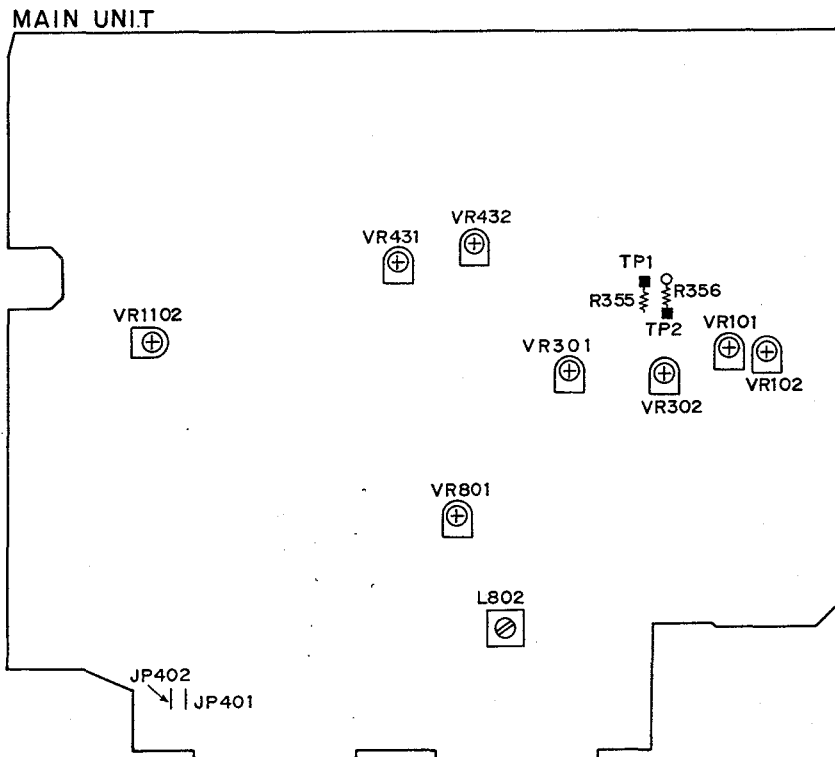 MAIN UNIT
VR432
VR431
TP1
R355
R356
TP2
VR1102
VR101
VR301
VR102
VR302
VR801
L802
JP402
JP401